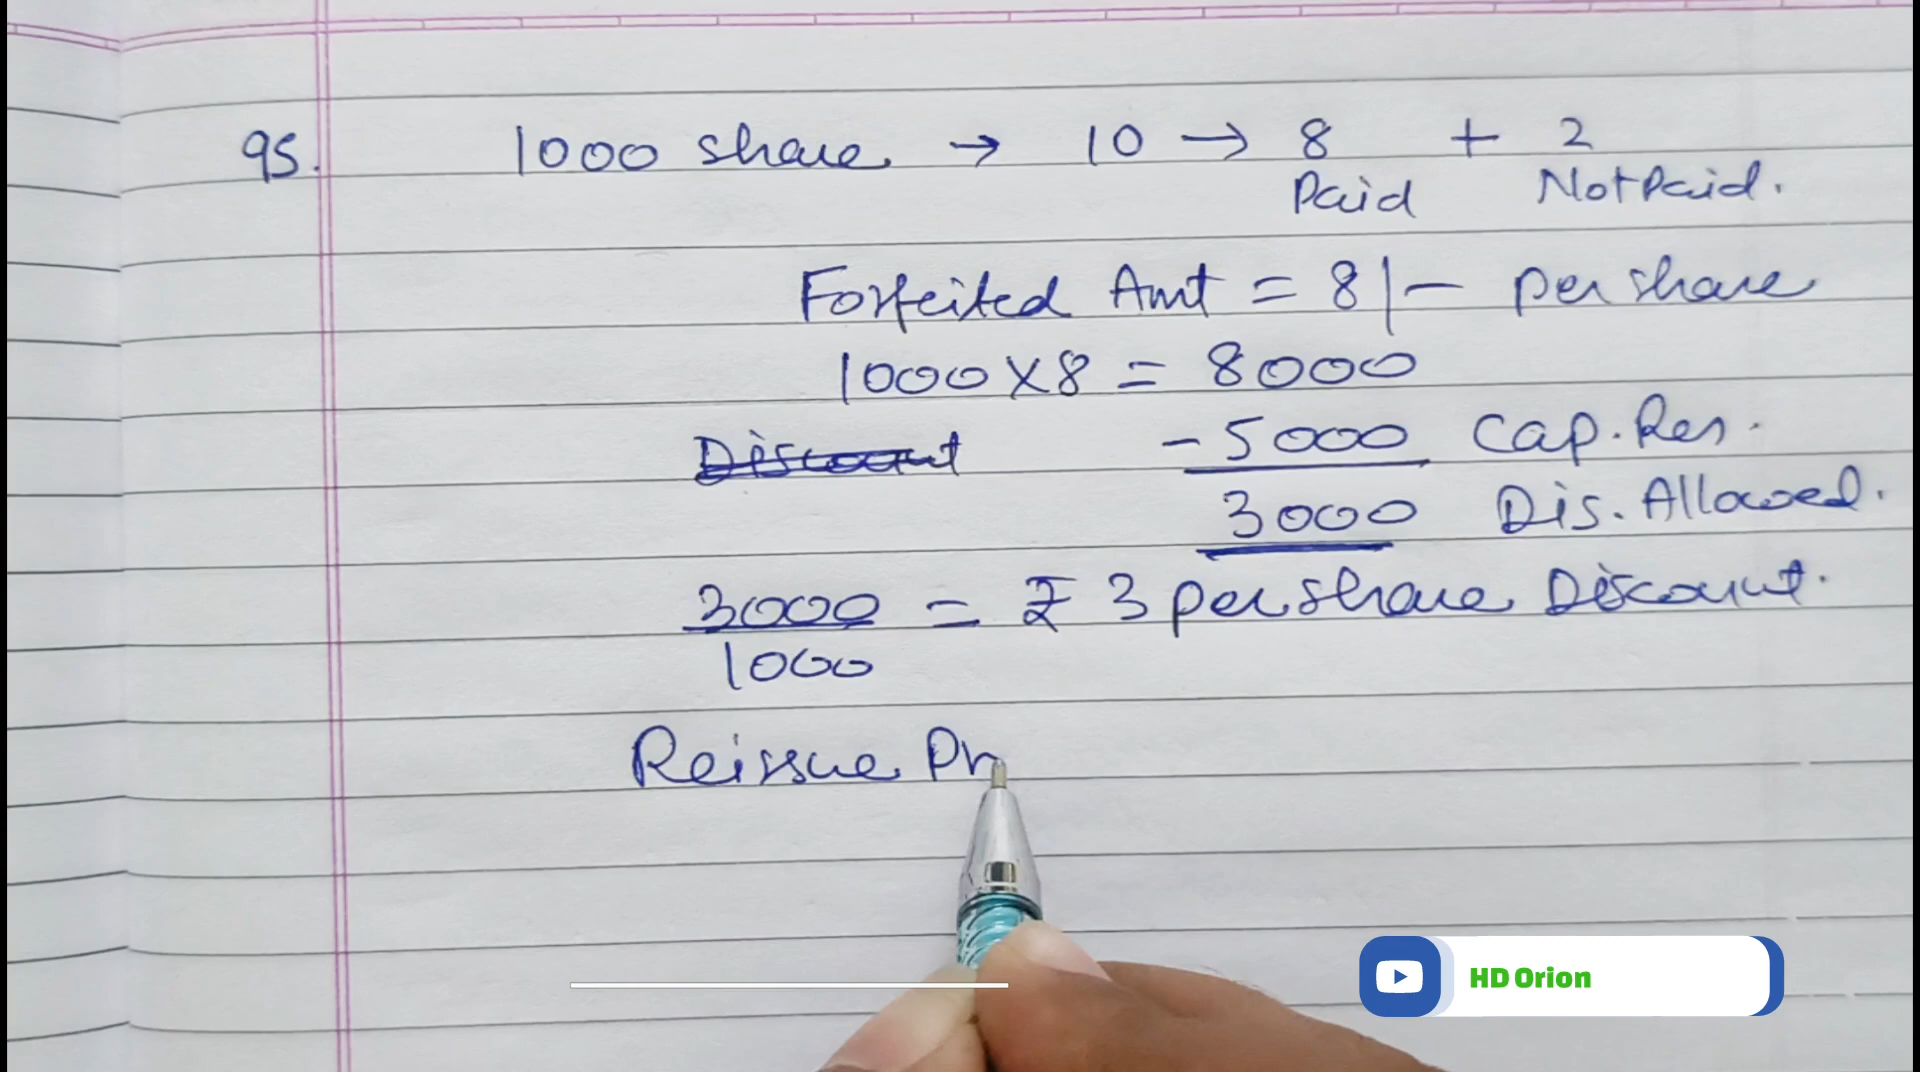 95. 1000 share → 10 → 8 + 2
Paid Not Paid.
Forfeited Amt = 8/- per share
1000 x 8 = 8000
Discount - 5000 Cap. Res.
3000 Dis. Allowed.
3000 = ₹ 3 per share Discount.
1000
Reissue Pr
HD Orion